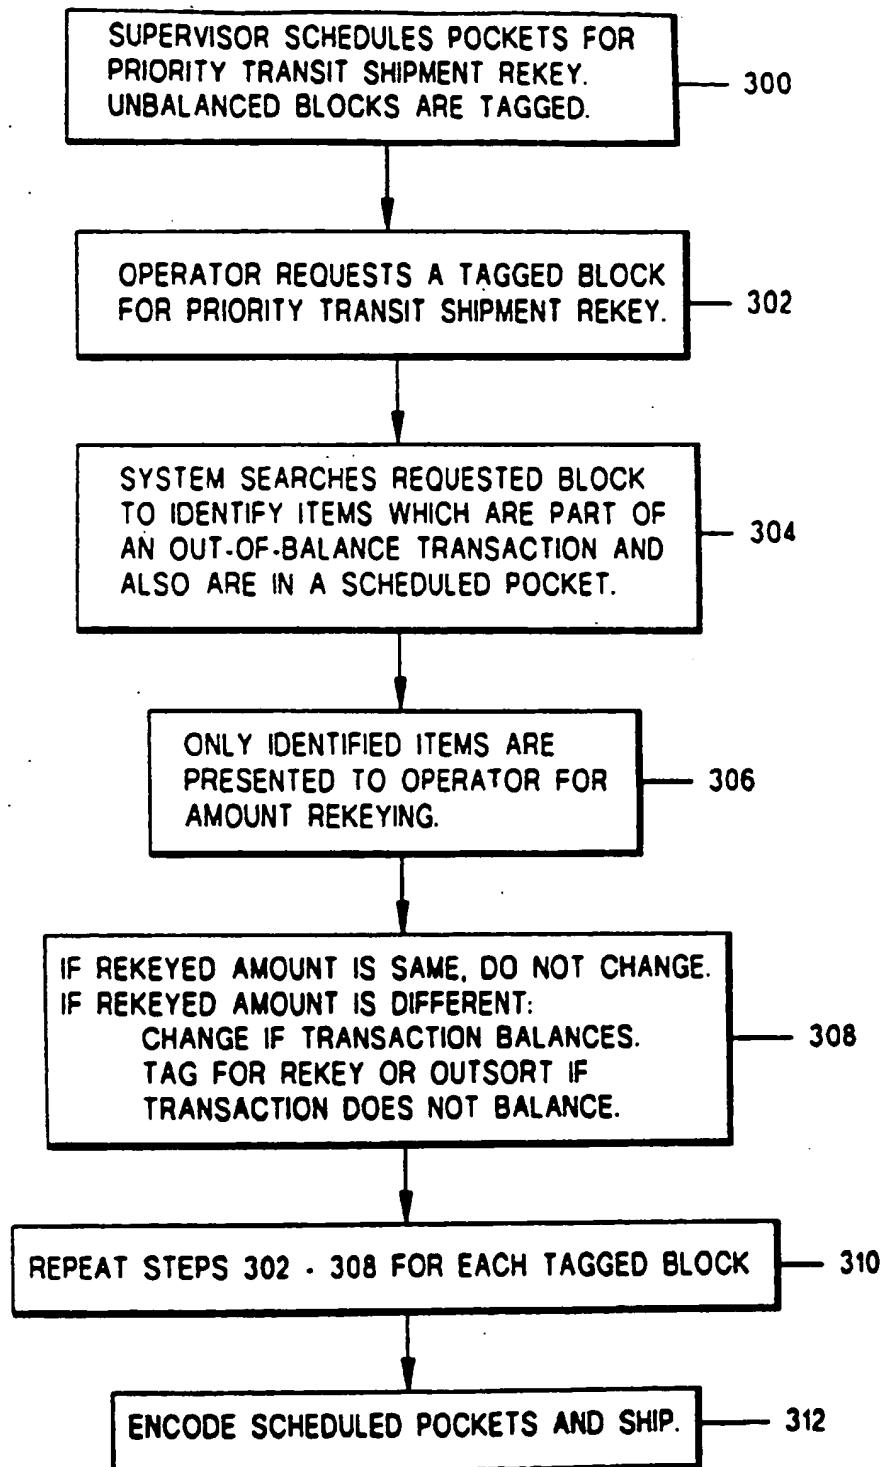 SUPERVISOR SCHEDULES POCKETS FOR
PRIORITY TRANSIT SHIPMENT REKEY.
UNBALANCED BLOCKS ARE TAGGED.
300
OPERATOR REQUESTS A TAGGED BLOCK
FOR PRIORITY TRANSIT SHIPMENT REKEY.
302
SYSTEM SEARCHES REQUESTED BLOCK
TO IDENTIFY ITEMS WHICH ARE PART OF
AN OUT-OF-BALANCE TRANSACTION AND
ALSO ARE IN A SCHEDULED POCKET.
304
ONLY IDENTIFIED ITEMS ARE
PRESENTED TO OPERATOR FOR
AMOUNT REKEYING.
306
IF REKEYED AMOUNT IS SAME, DO NOT CHANGE.
IF REKEYED AMOUNT IS DIFFERENT:
CHANGE IF TRANSACTION BALANCES.
TAG FOR REKEY OR OUTSORT IF
TRANSACTION DOES NOT BALANCE.
308
REPEAT STEPS 302 - 308 FOR EACH TAGGED BLOCK
310
ENCODE SCHEDULED POCKETS AND SHIP.
312